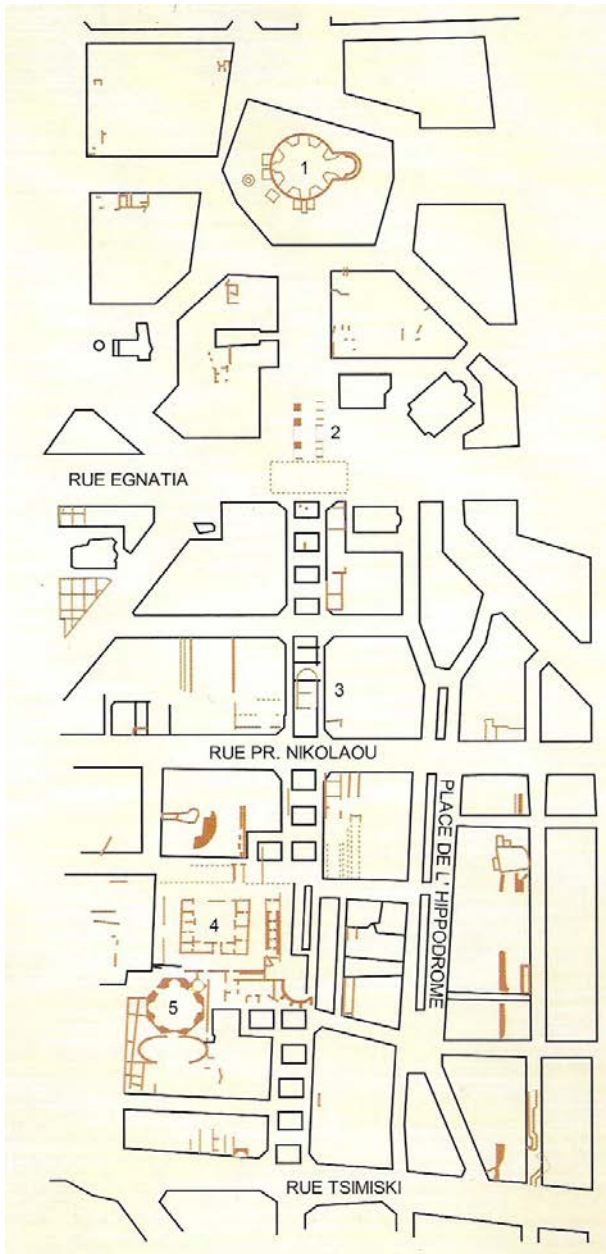 1
2
RUE EGNATIA
3
RUE PR. NIKOLAOU
PLACE DE L' HIPPODROME
4
5
RUE TSIMISKI